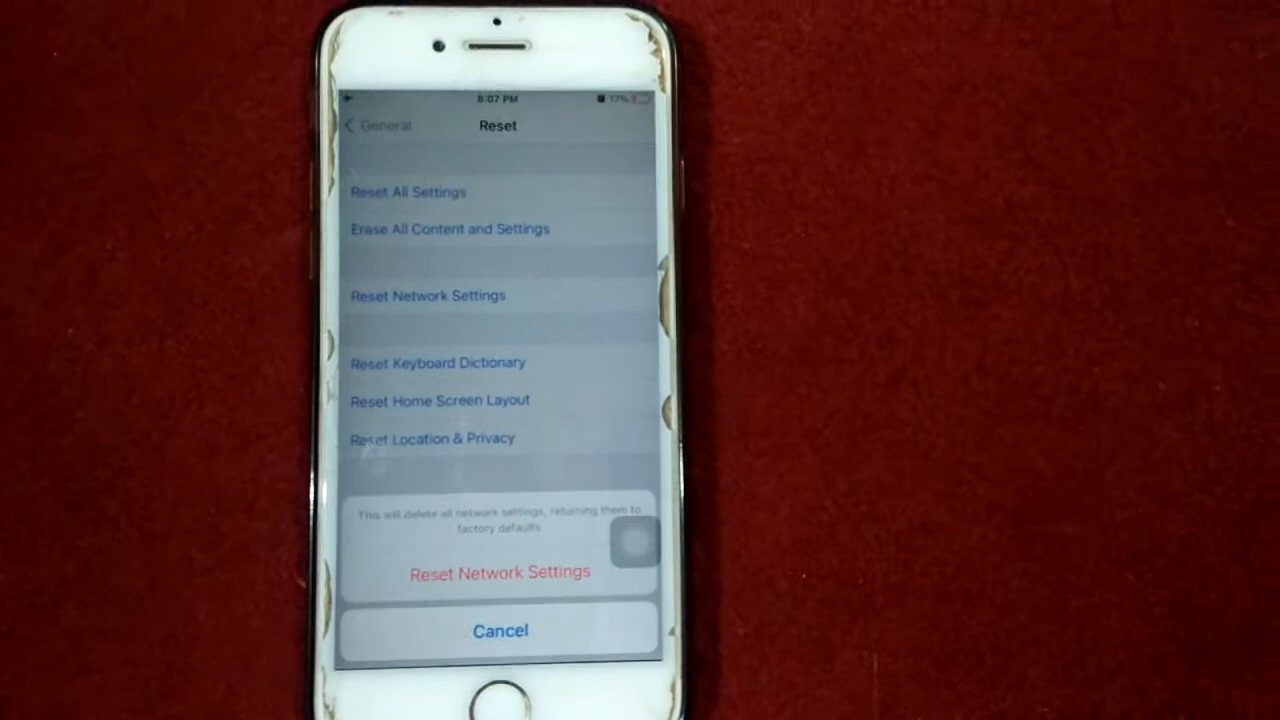 8:07 PM
17%
General
Reset
Reset All Settings
Erase All Content and Settings
Reset Network Settings
Reset Keyboard Dictionary
Reset Home Screen Layout
Reset Location & Privacy
This will delete all network settings, returning them to
factory defaults
Reset Network Settings
Cancel